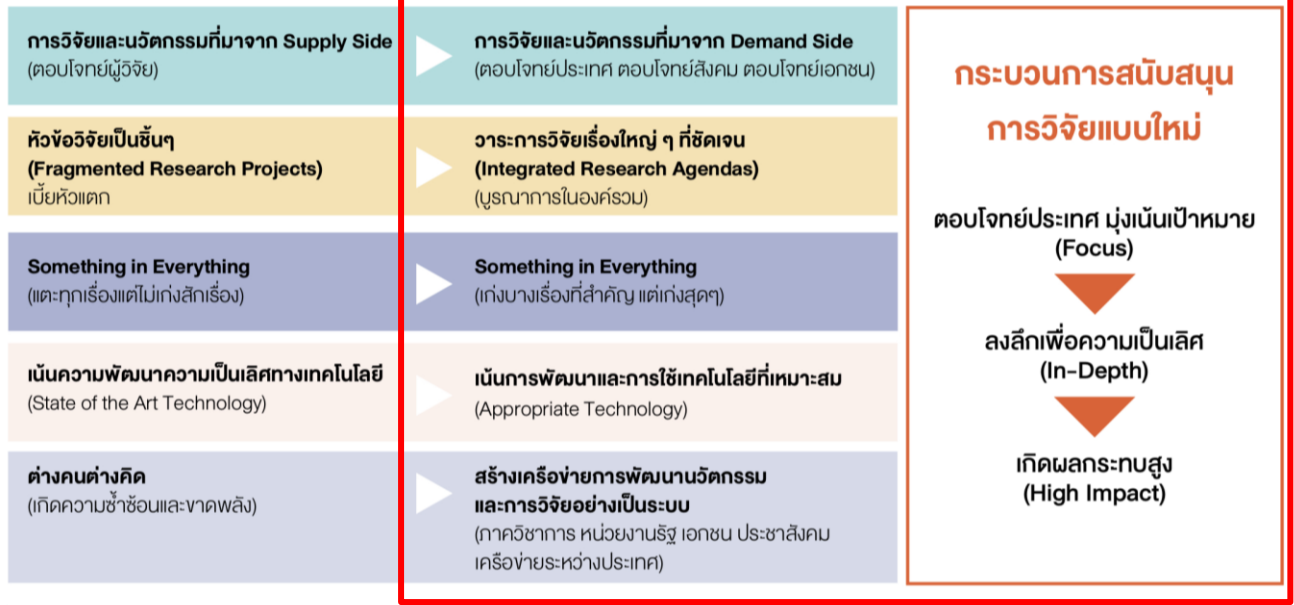 การวิจัยและนวัตกรรมที่มาจาก Supply Side
(ตอบโจทย์ผู้วิจัย)
การวิจัยและนวัตกรรมที่มาจาก Demand Side
(ตอบโจทย์ประเทศ ตอบโจทย์สังคม ตอบโจทย์เอกชน)
หัวข้อวิจัยเป็นชิ้นๆ
(Fragmented Research Projects)
เบี้ยหัวแตก
วาระการวิจัยเรื่องใหญ่ ๆ ที่ชัดเจน
(Integrated Research Agendas)
(บูรณาการในองค์รวม)
Something in Everything
(แตะทุกเรื่องแต่ไม่เก่งสักเรื่อง)
Something in Everything
(เก่งบางเรื่องที่สำคัญ แต่เก่งสุดๆ)
เน้นความพัฒนาความเป็นเลิศทางเทคโนโลยี
(State of the Art Technology)
เน้นการพัฒนาและการใช้เทคโนโลยีที่เหมาะสม
(Appropriate Technology)
ต่างคนต่างคิด
(เกิดความซ้ำซ้อนและขาดพลัง)
สร้างเครือข่ายการพัฒนานวัตกรรม
และการวิจัยอย่างเป็นระบบ
(ภาควิชาการ หน่วยงานรัฐ เอกชน ประชาสังคม
เครือข่ายระหว่างประเทศ)
กระบวนการสนับสนุน
การวิจัยแบบใหม่
ตอบโจทย์ประเทศ มุ่งเน้นเป้าหมาย
(Focus)
ลงลึกเพื่อความเป็นเลิศ
(In-Depth)
เกิดผลกระทบสูง
(High Impact)